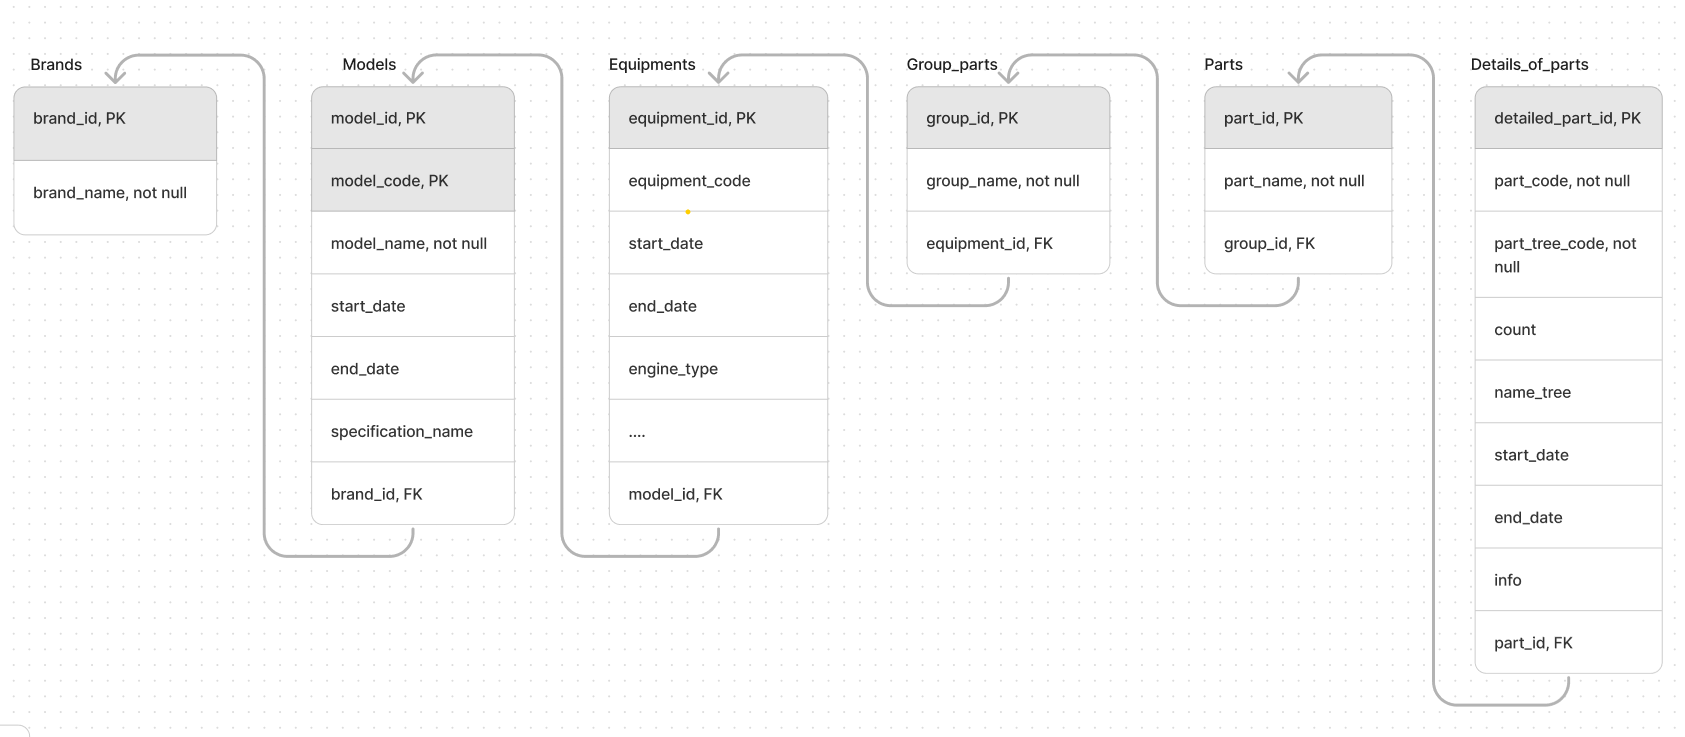 Brands
brand_id, PK
brand_name, not null
Models
model_id, PK
model_code, PK
model_name, not null
start_date
end_date
specification_name
brand_id, FK
Equipments
equipment_id, PK
equipment_code
start_date
end_date
engine_type
....
model_id, FK
Group_parts
group_id, PK
group_name, not null
equipment_id, FK
Parts
part_id, PK
part_name, not null
group_id, FK
Details_of_parts
detailed_part_id, PK
part_code, not null
part_tree_code, not
null
count
name_tree
start_date
end_date
info
part_id, FK